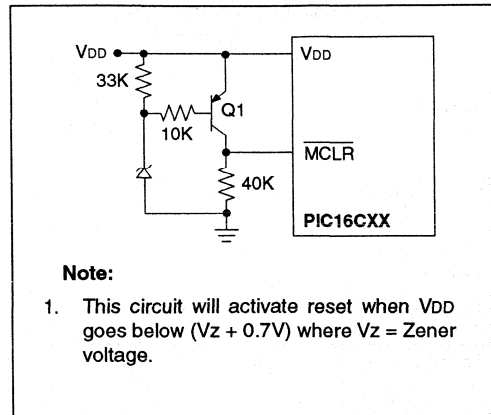 VDD
VDD
33K
Q1
10K
MCLR
40K
PIC16CXX
Note:
1. This circuit will activate reset when VDD
goes below (Vz + 0.7V) where Vz = Zener
voltage.